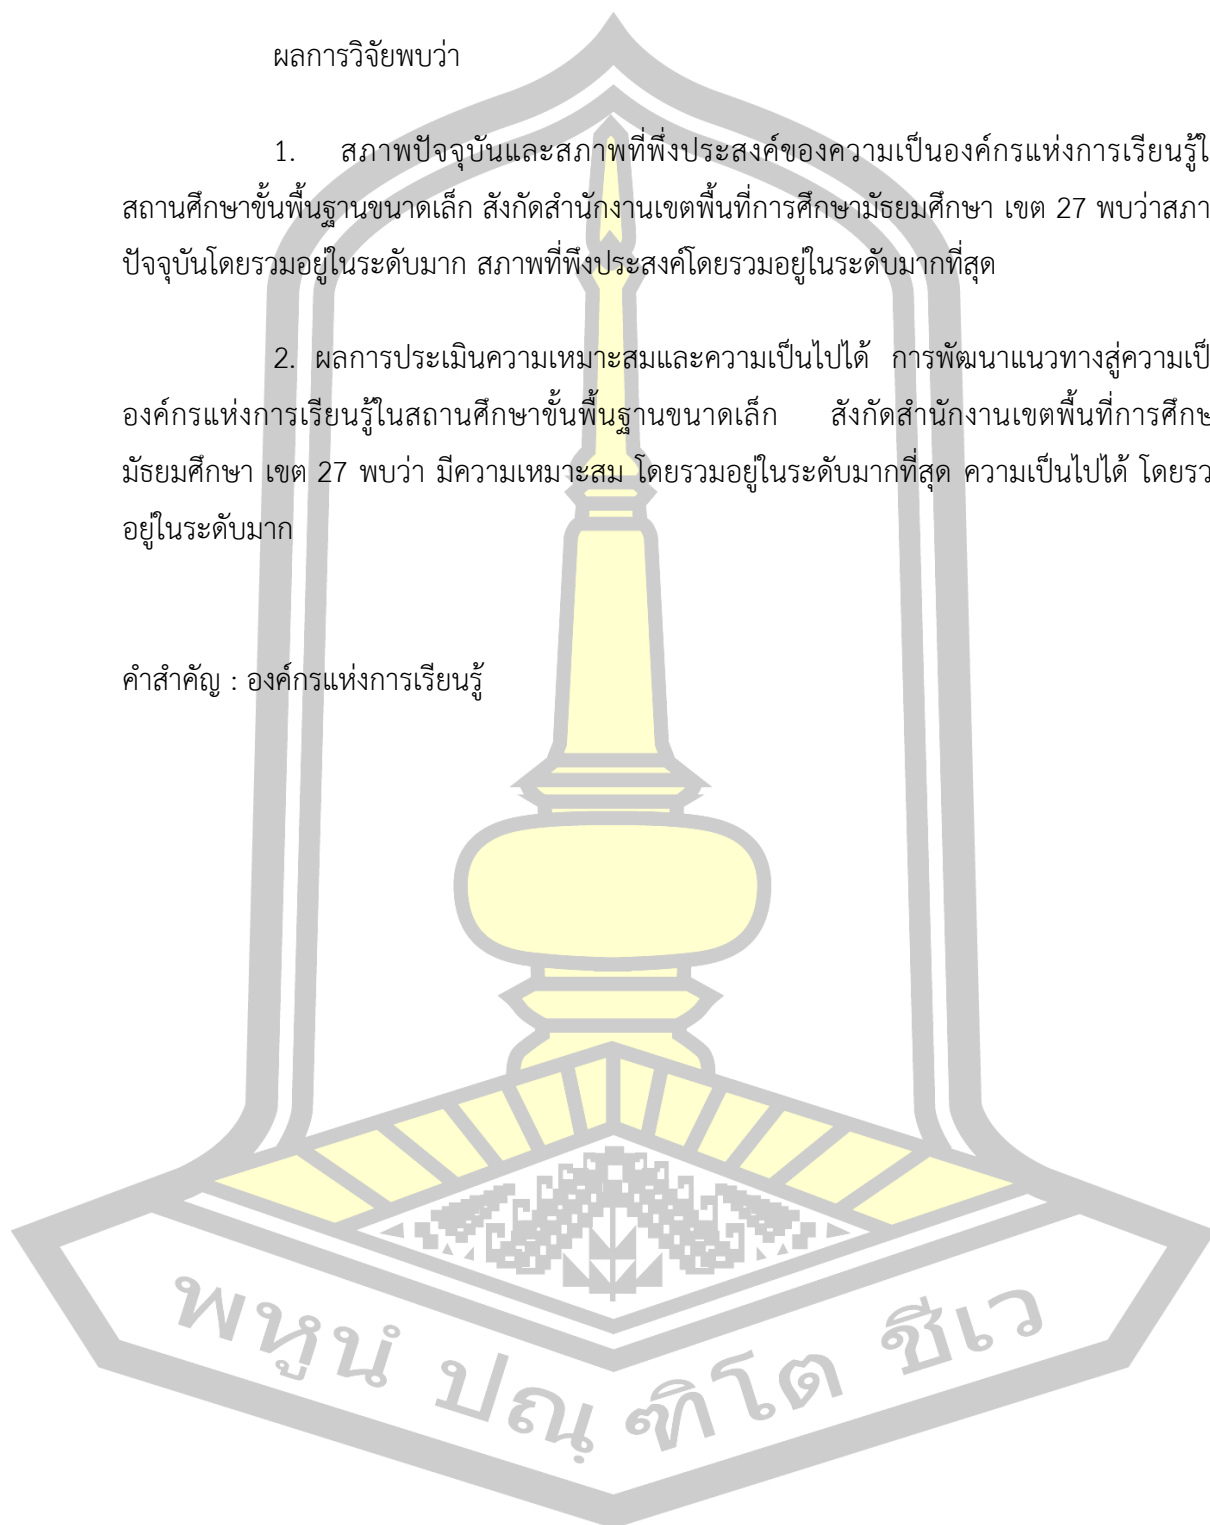 ผลการวิจัยพบว่า
1. สภาพปัจจุบันและสภาพที่พึ่งประสงค์ของความเป็นองค์กรแห่งการเรียนรู้ใ
สถานศึกษาขั้นพื้นฐานขนาดเล็ก สังกัดสำนักงานเขตพื้นที่การศึกษามัธยมศึกษา เขต 27 พบว่าสภา
ปัจจุบันโดยรวมอยู่ในระดับมาก สภาพที่พึงประสงค์โดยรวมอยู่ในระดับมากที่สุด
2. ผลการประเมินความเหมาะสมและความเป็นไปได้ การพัฒนาแนวทางสู่ความเป็
องค์กรแห่งการเรียนรู้ในสถานศึกษาขั้นพื้นฐานขนาดเล็ก สังกัดสำนักงานเขตพื้นที่การศึกษ
มัธยมศึกษา เขต 27 พบว่า มีความเหมาะสม โดยรวมอยู่ในระดับมากที่สุด ความเป็นไปได้ โดยรว
อยู่ในระดับมาก
คำสำคัญ : องค์กรแห่งการเรียนรู้
พหูนํ ปณฺฑิโต ชีเว